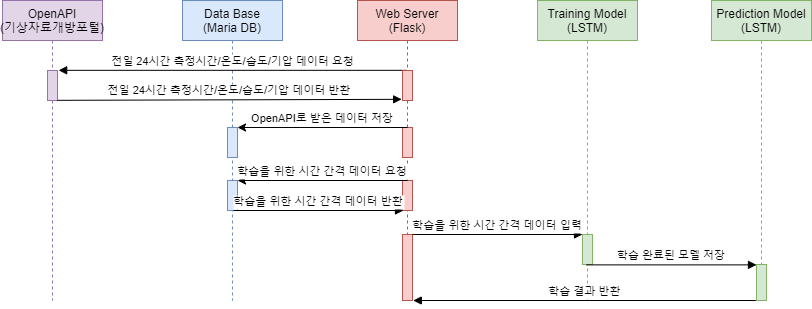 OpenAPI
(기상자료개방포털)
Data Base
(Maria DB)
Web Server
(Flask)
Training Model
(LSTM)
Prediction Model
(LSTM)
전일 24시간 측정시간/온도/습도/기압 데이터 요청
전일 24시간 측정시간/온도/습도/기압 데이터 반환
OpenAPI로 받은 데이터 저장
학습을 위한 시간 간격 데이터 요청
학습을 위한 시간 간격 데이터 반환
학습을 위한 시간 간격 데이터 입력
학습 완료된 모델 저장
학습 결과 반환